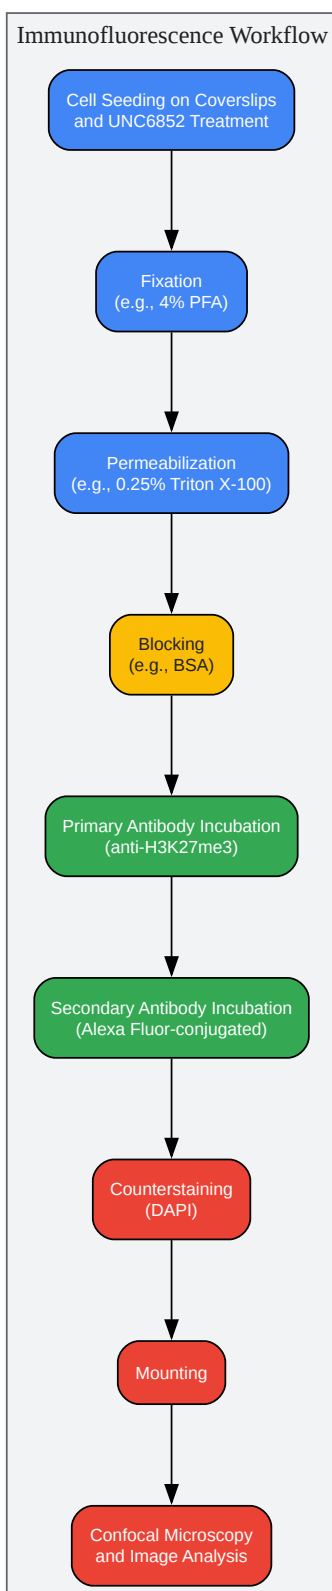 Immunofluorescence Workflow
Cell Seeding on Coverslips
and UNC6852 Treatment
Fixation
(e.g., 4% PFA)
Permeabilization
(e.g., 0.25% Triton X-100)
Blocking
(e.g., BSA)
Primary Antibody Incubation
(anti-H3K27me3)
Secondary Antibody Incubation
(Alexa Fluor-conjugated)
Counterstaining
(DAPI)
Mounting
Confocal Microscopy
and Image Analysis